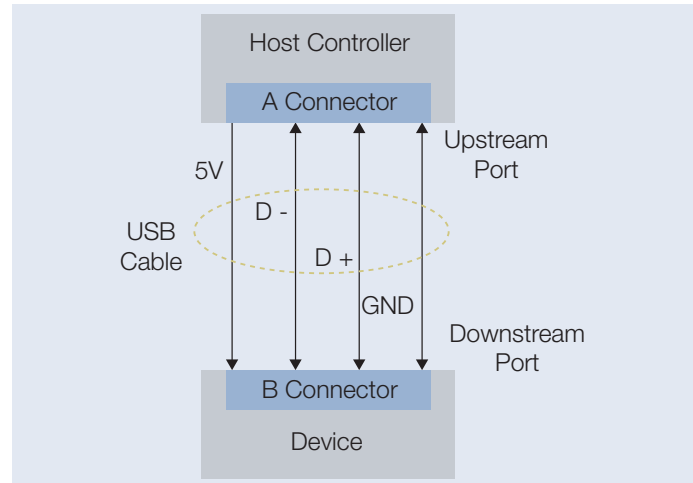 Host Controller
A Connector
Upstream
Port
5V
D -
USB
Cable
D +
GND
Downstream
Port
B Connector
Device